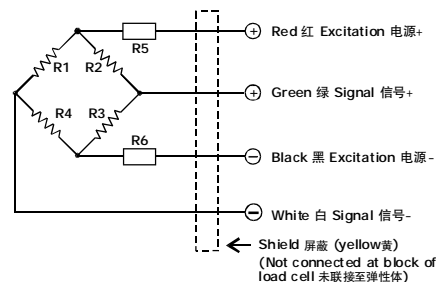 Red 红 Excitation 电源+
R5
R1
R2
Green 绿 Signal 信号+
R4
R3
R6
Black 黑 Excitation 电源-
White 白 Signal 信号-
Shield 屏蔽 (yellow黄)
(Not connected at block of
load cell 未联接至弹性体)